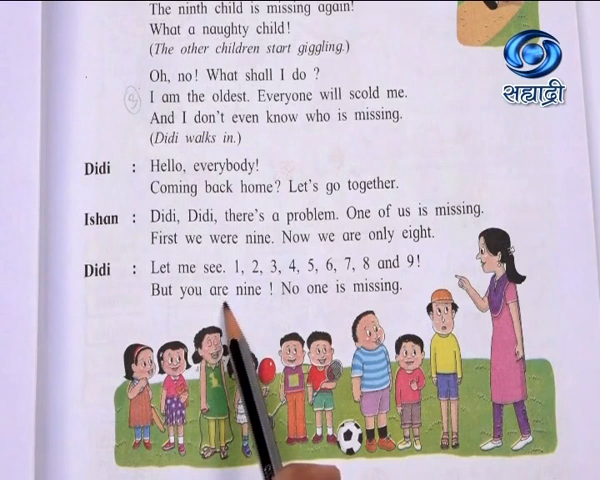 The ninth child is missing again!
What a naughty child!
(The other children start giggling.)
Oh, no! What shall I do ?
I am the oldest. Everyone will scold me.
And I don't even know who is missing.
(Didi walks in.)
Didi : Hello, everybody!
Coming back home? Let's go together.
Ishan : Didi, Didi, there's a problem. One of us is missing.
First we were nine. Now we are only eight.
Didi : Let me see. 1, 2, 3, 4, 5, 6, 7, 8 and 9!
But you are nine ! No one is missing.
सह्याद्री